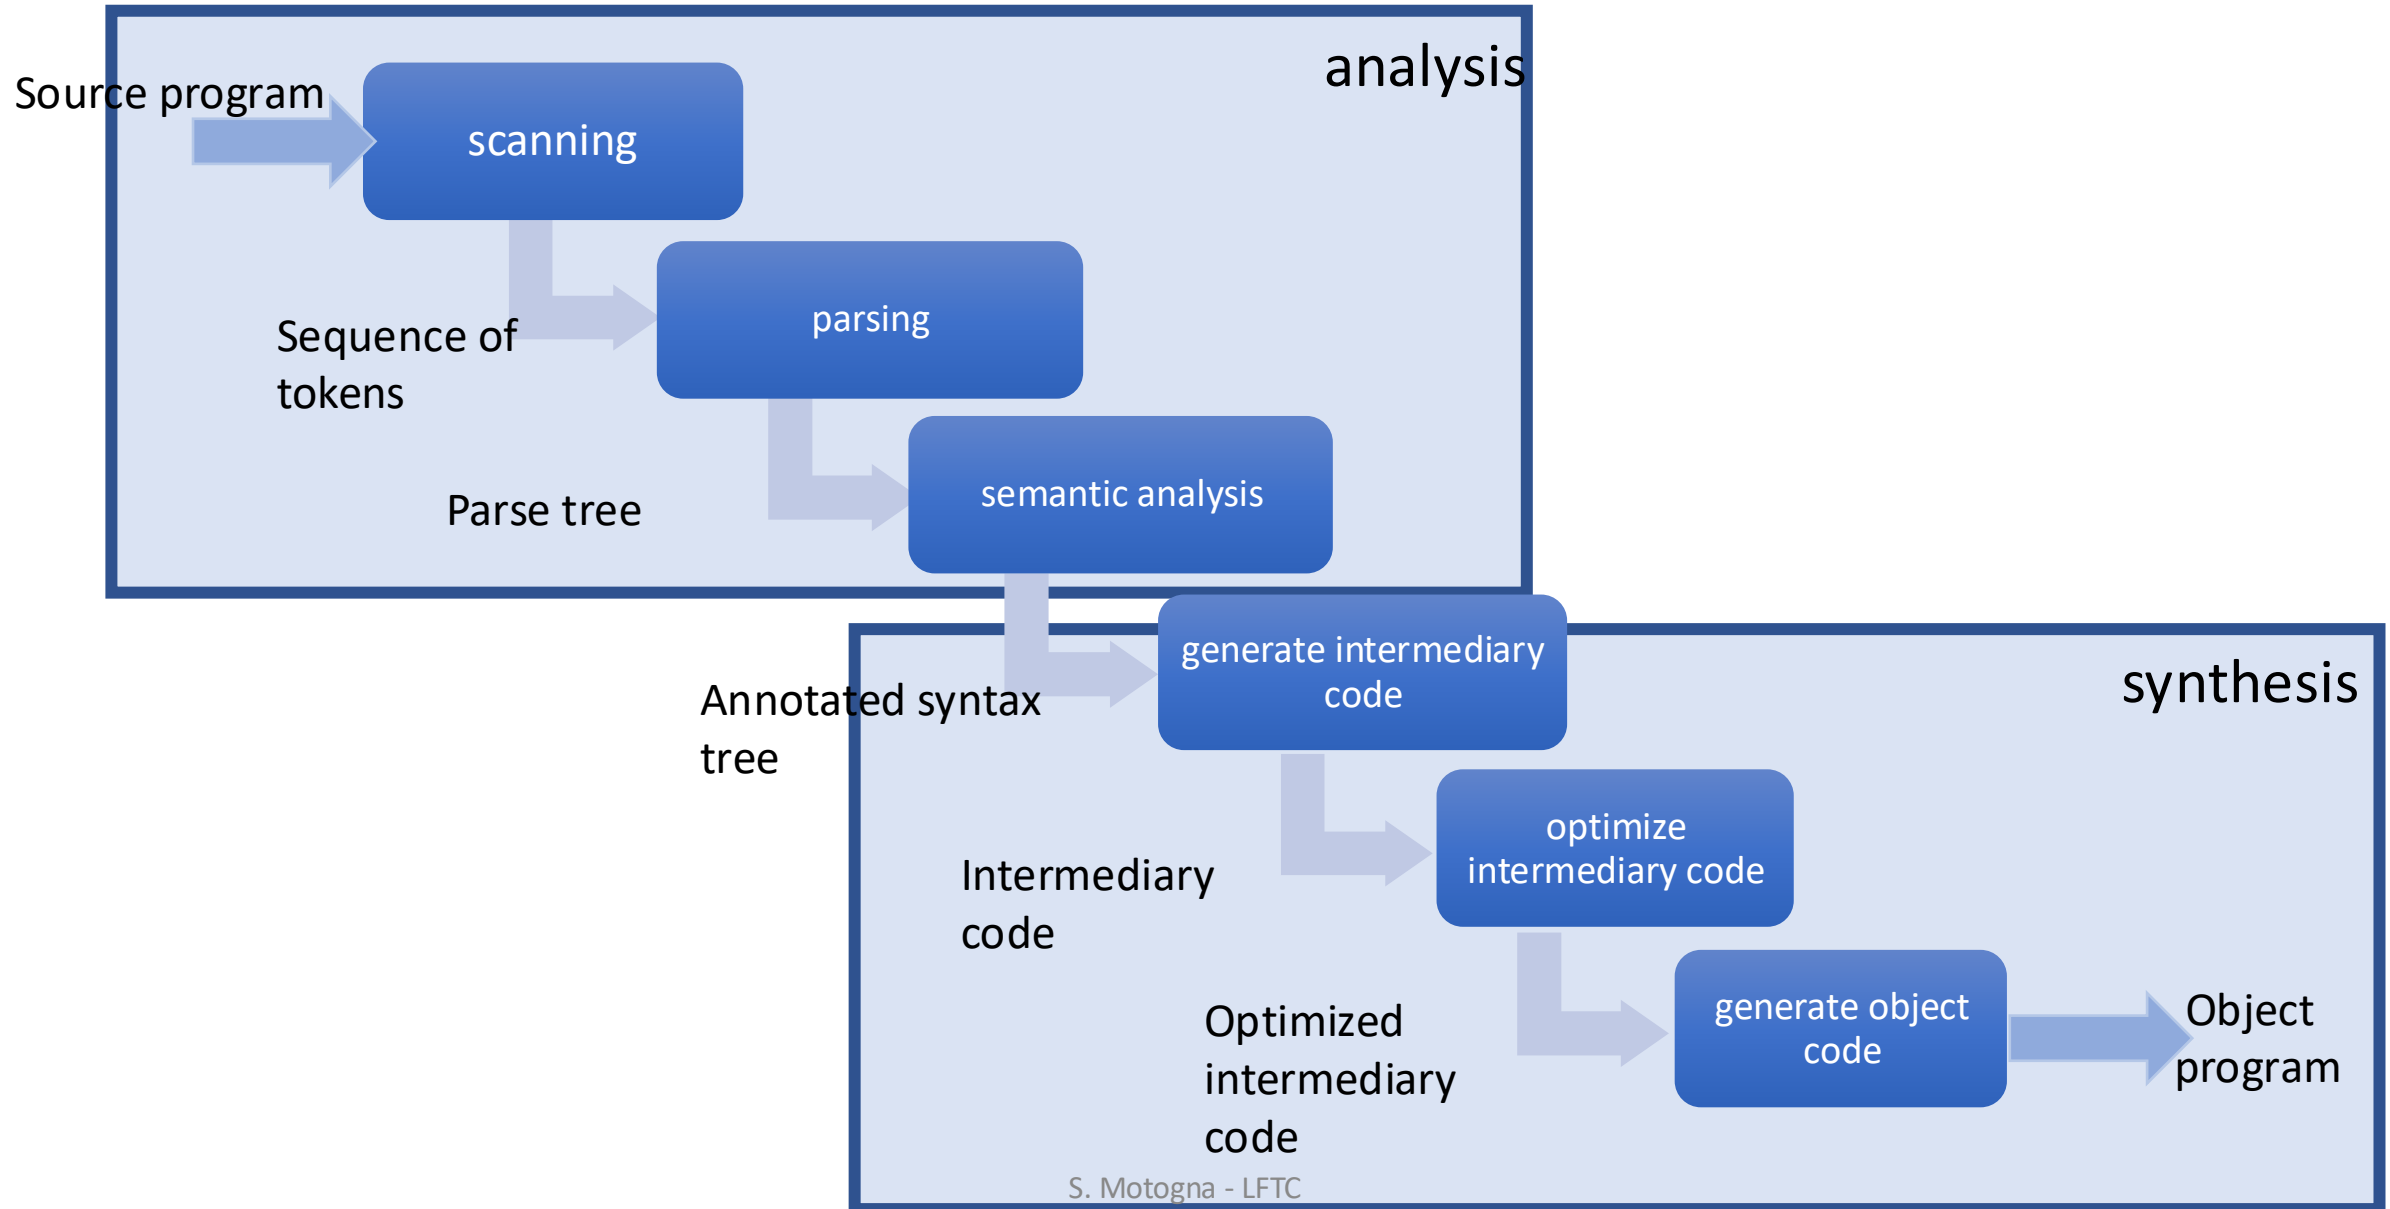 analysis
Source program
scanning
Sequence of
tokens
parsing
Parse tree
semantic analysis
Annotated syntax
tree
generate intermediary
code
synthesis
Intermediary
code
optimize
intermediary code
Optimized
intermediary
code
generate object
code
Object
program
S. Motogna - LFTC